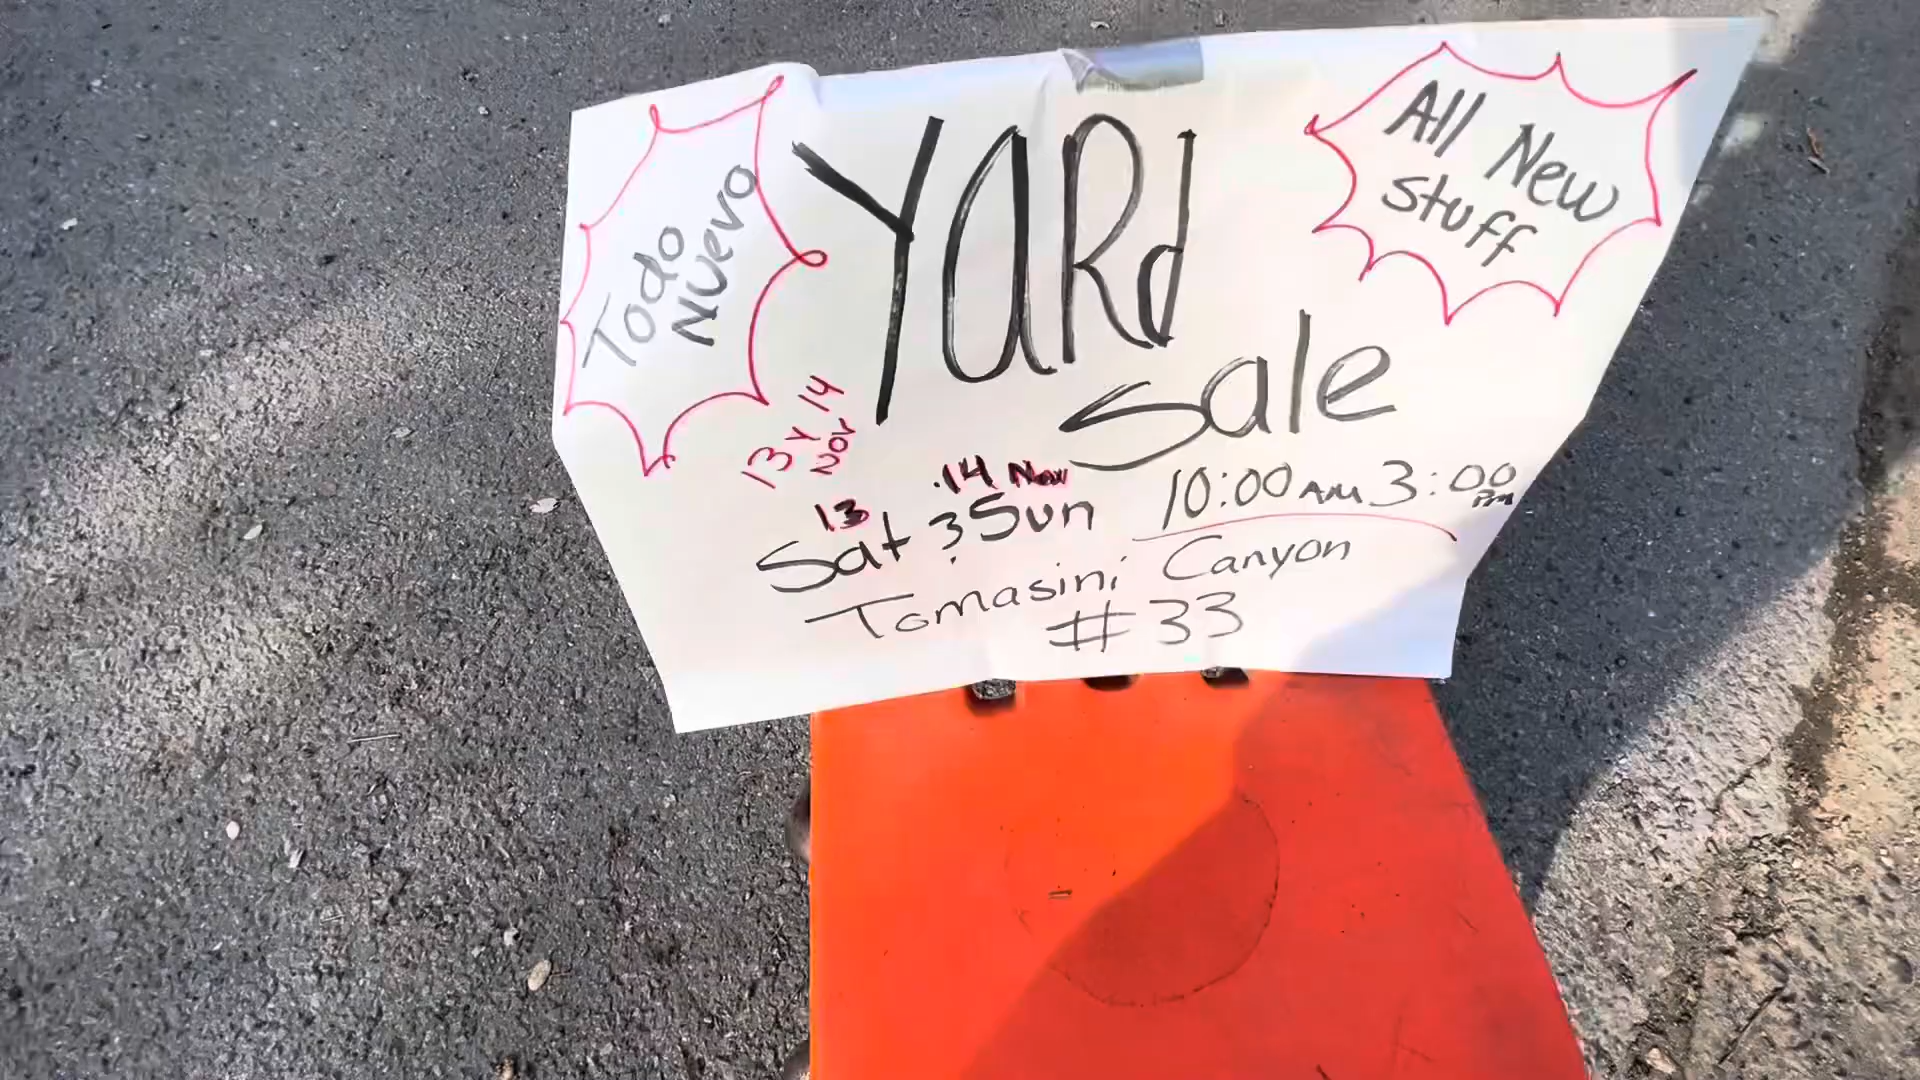 Todo
Nuevo
YARd
Sale
All New
Stuff
13 Y 14
Nov
13 . 14 Nov
Sat & Sun 10:00 AM 3:00 PM
Tomasini Canyon
# 33